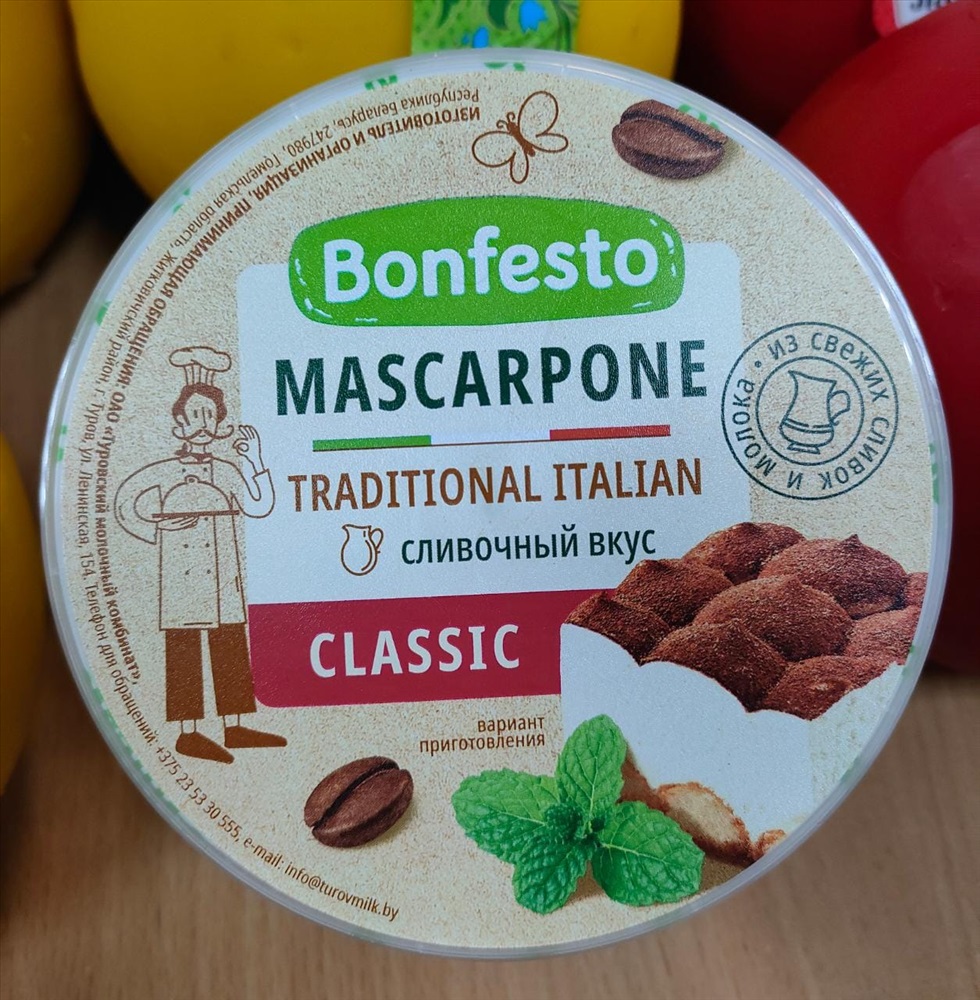 Bonfesto
MASCARPONE
TRADITIONAL ITALIAN
сливочный вкус
CLASSIC
вариант
приготовления
ИЗ СВЕЖИХ СЛИВОК И МОЛОКА •
ИЗГОТОВИТЕЛЬ И ОРГАНИЗАЦИЯ, ПРИНИМАЮЩАЯ ОБРАЩЕНИЯ: ОАО «Туровский молочный комбинат»,
Республика Беларусь, 247980, Гомельская область, Житковичский район, г. Туров, ул. Ленинская, 154. Телефон для обращений: +375 23 53 30 555, e-mail: info@turovmilk.by